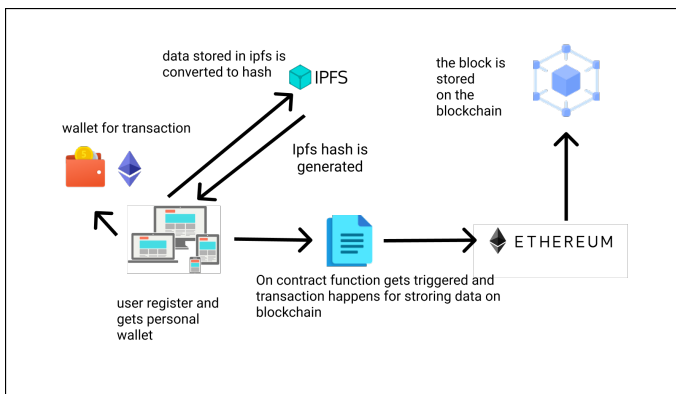 data stored in ipfs is
converted to hash
IPFS
the block is
stored
on the
blockchain
wallet for transaction
Ipfs hash is
generated
ETHEREUM
On contract function gets triggered and
transaction happens for stroring data on
blockchain
user register and
gets personal
wallet